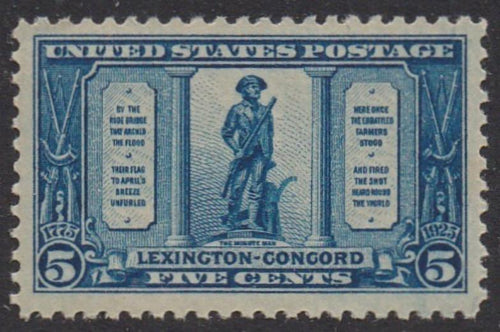 UNITED STATES POSTAGE
BY THE
RUDE BRIDGE
THAT ARCHED
THE FLOOD
THEIR FLAG
TO APRIL'S
BREEZE
UNFURLED
HERE ONCE
THE EMBATTLED
FARMERS
STOOD
AND FIRED
THE SHOT
HEARD ROUND
THE WORLD
1775
1925
THE MINUTE MAN
5 LEXINGTON-CONCORD 5
FIVE CENTS